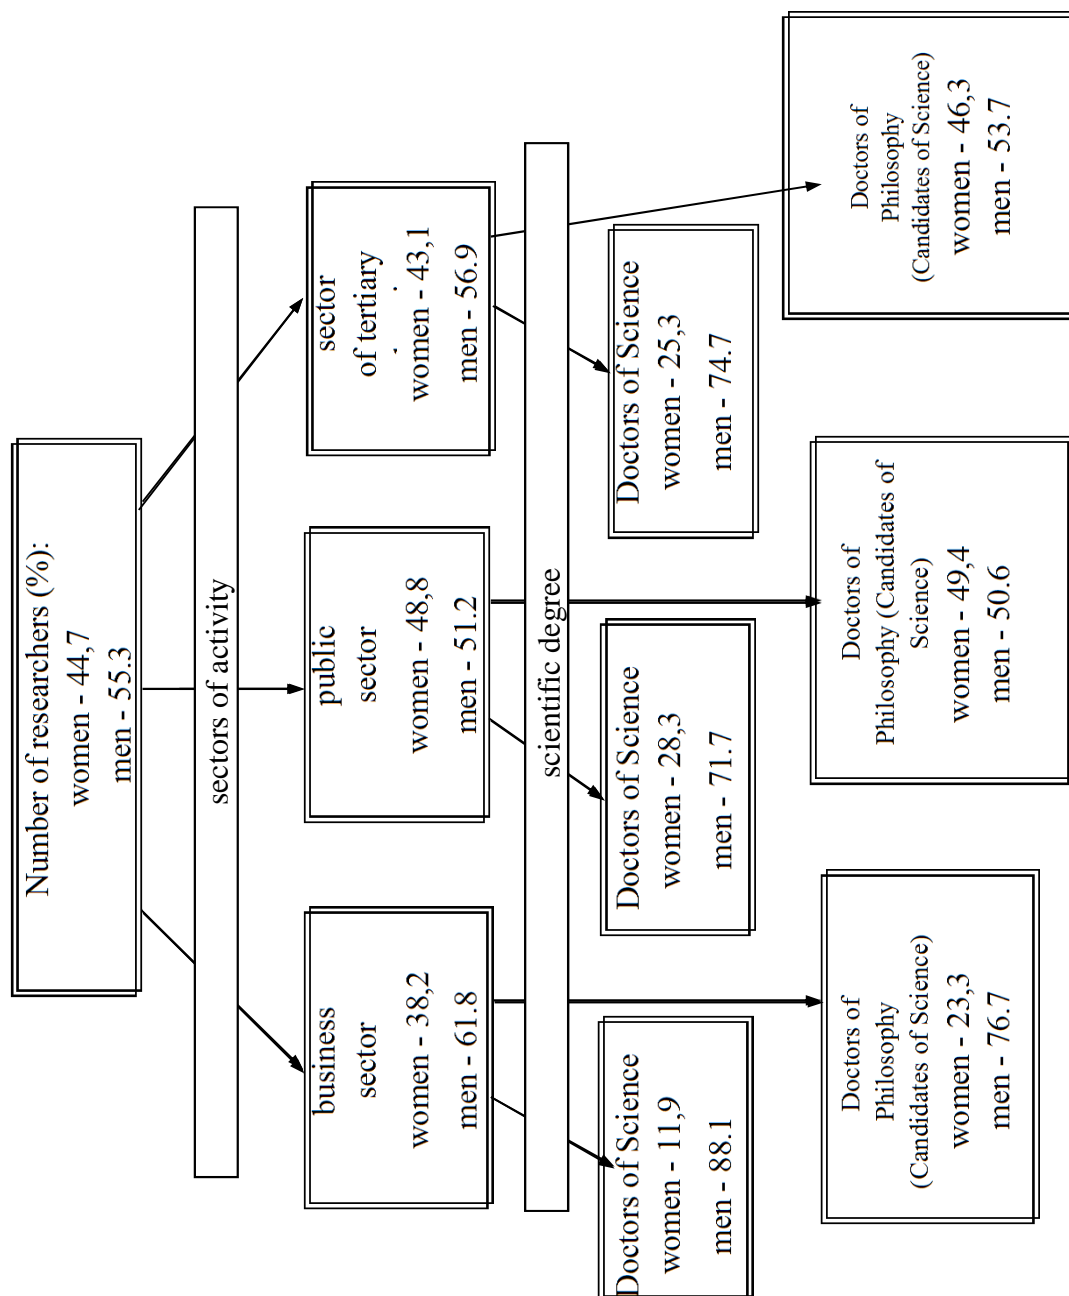 Number of researchers (%):
women - 44,7
men - 55.3
sectors of activity
business
sector
women - 38,2
men - 61.8
public
sector
women - 48,8
men - 51.2
sector
of tertiary
women - 43,1
men - 56.9
scientific degree
Doctors of Science
women - 11,9
men - 88.1
Doctors of Science
women - 28,3
men - 71.7
Doctors of Science
women - 25,3
men - 74.7
Doctors of
Philosophy
(Candidates of Science)
women - 23,3
men - 76.7
Doctors of
Philosophy (Candidates of
Science)
women - 49,4
men - 50.6
Doctors of
Philosophy
(Candidates of Science)
women - 46,3
men - 53.7